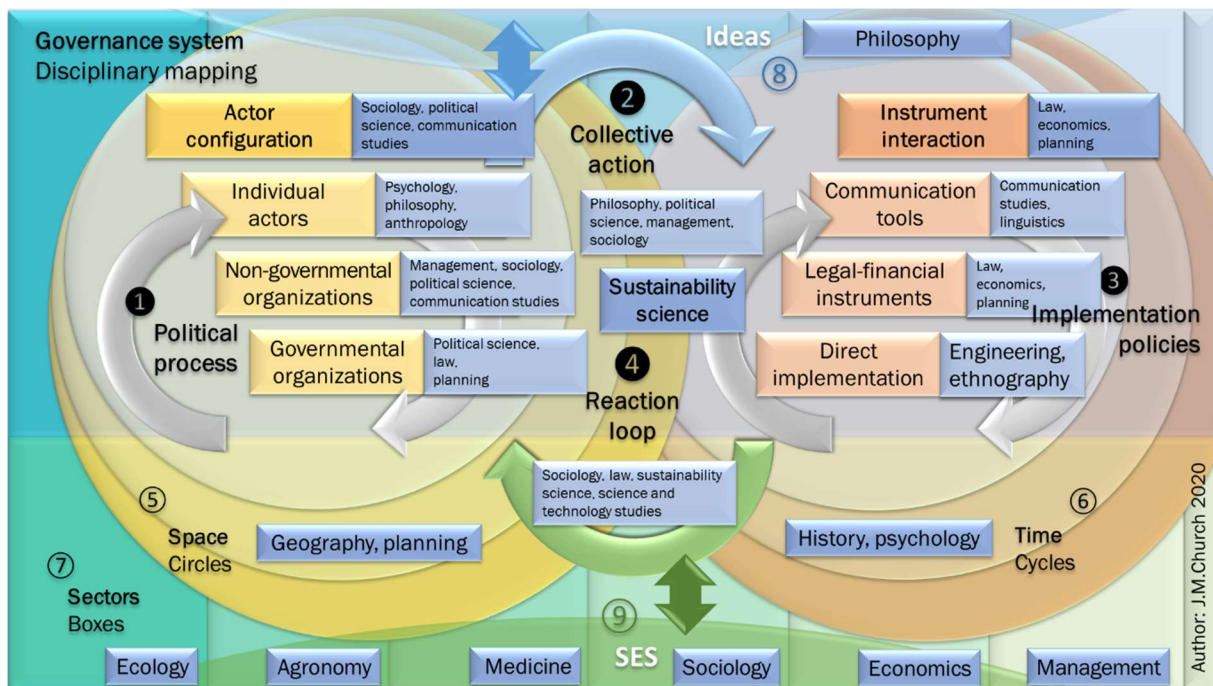 Governance system
Disciplinary mapping
Ideas
8
Philosophy
2
Collective
action
Philosophy, political
science, management,
sociology
Actor
configuration
Sociology, political
science, communication
studies
Individual
actors
Psychology,
philosophy,
anthropology
Non-governmental
organizations
Management, sociology,
political science,
communication studies
Governmental
organizations
Political science,
law,
planning
1
Political
process
Sustainability
science
4
Reaction
loop
Sociology, law, sustainability
science, science and
technology studies
Instrument
interaction
Law,
economics,
planning
Communication
tools
Communication
studies,
linguistics
Legal-financial
instruments
Law,
economics,
planning
Direct
implementation
Engineering,
ethnography
3
Implementation
policies
5
Space
Circles
Geography, planning
History, psychology
6
Time
Cycles
7
Sectors
Boxes
9
SES
Ecology
Agronomy
Medicine
Sociology
Economics
Management
Author: J.M.Church 2020